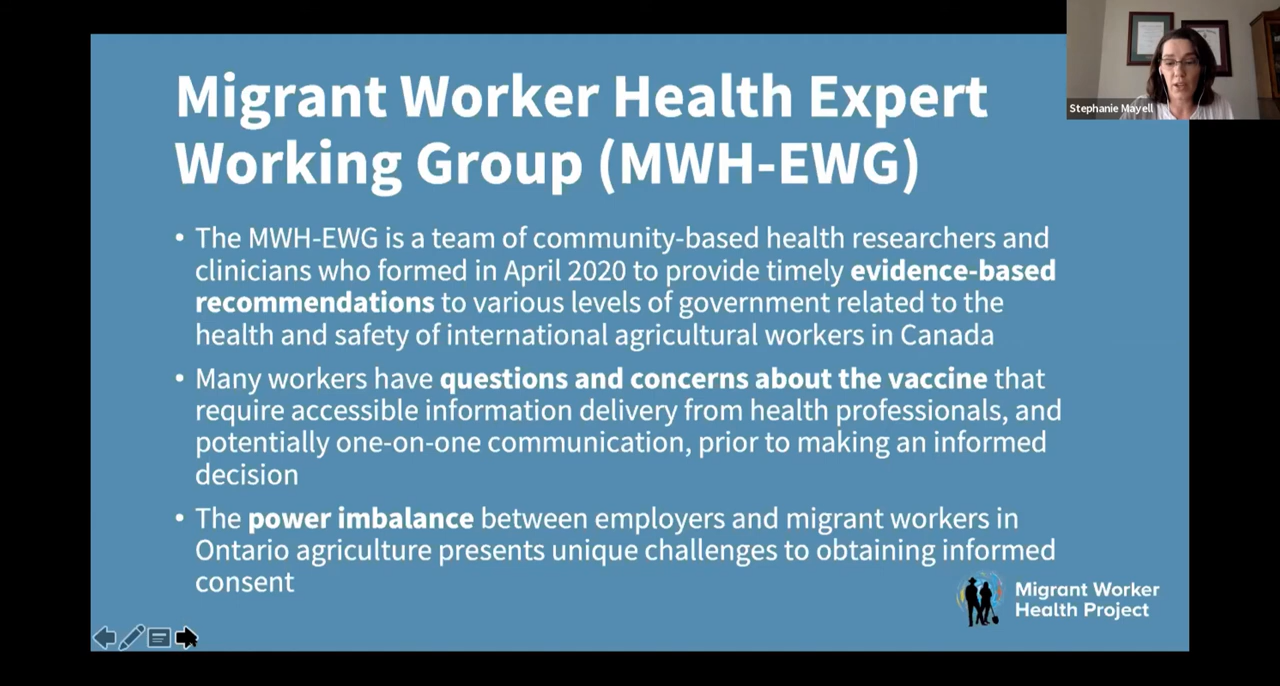 Stephanie Mayell
Migrant Worker Health Expert
Working Group (MWH-EWG)
• The MWH-EWG is a team of community-based health researchers and
clinicians who formed in April 2020 to provide timely evidence-based
recommendations to various levels of government related to the
health and safety of international agricultural workers in Canada
• Many workers have questions and concerns about the vaccine that
require accessible information delivery from health professionals, and
potentially one-on-one communication, prior to making an informed
decision
• The power imbalance between employers and migrant workers in
Ontario agriculture presents unique challenges to obtaining informed
consent
Migrant Worker
Health Project